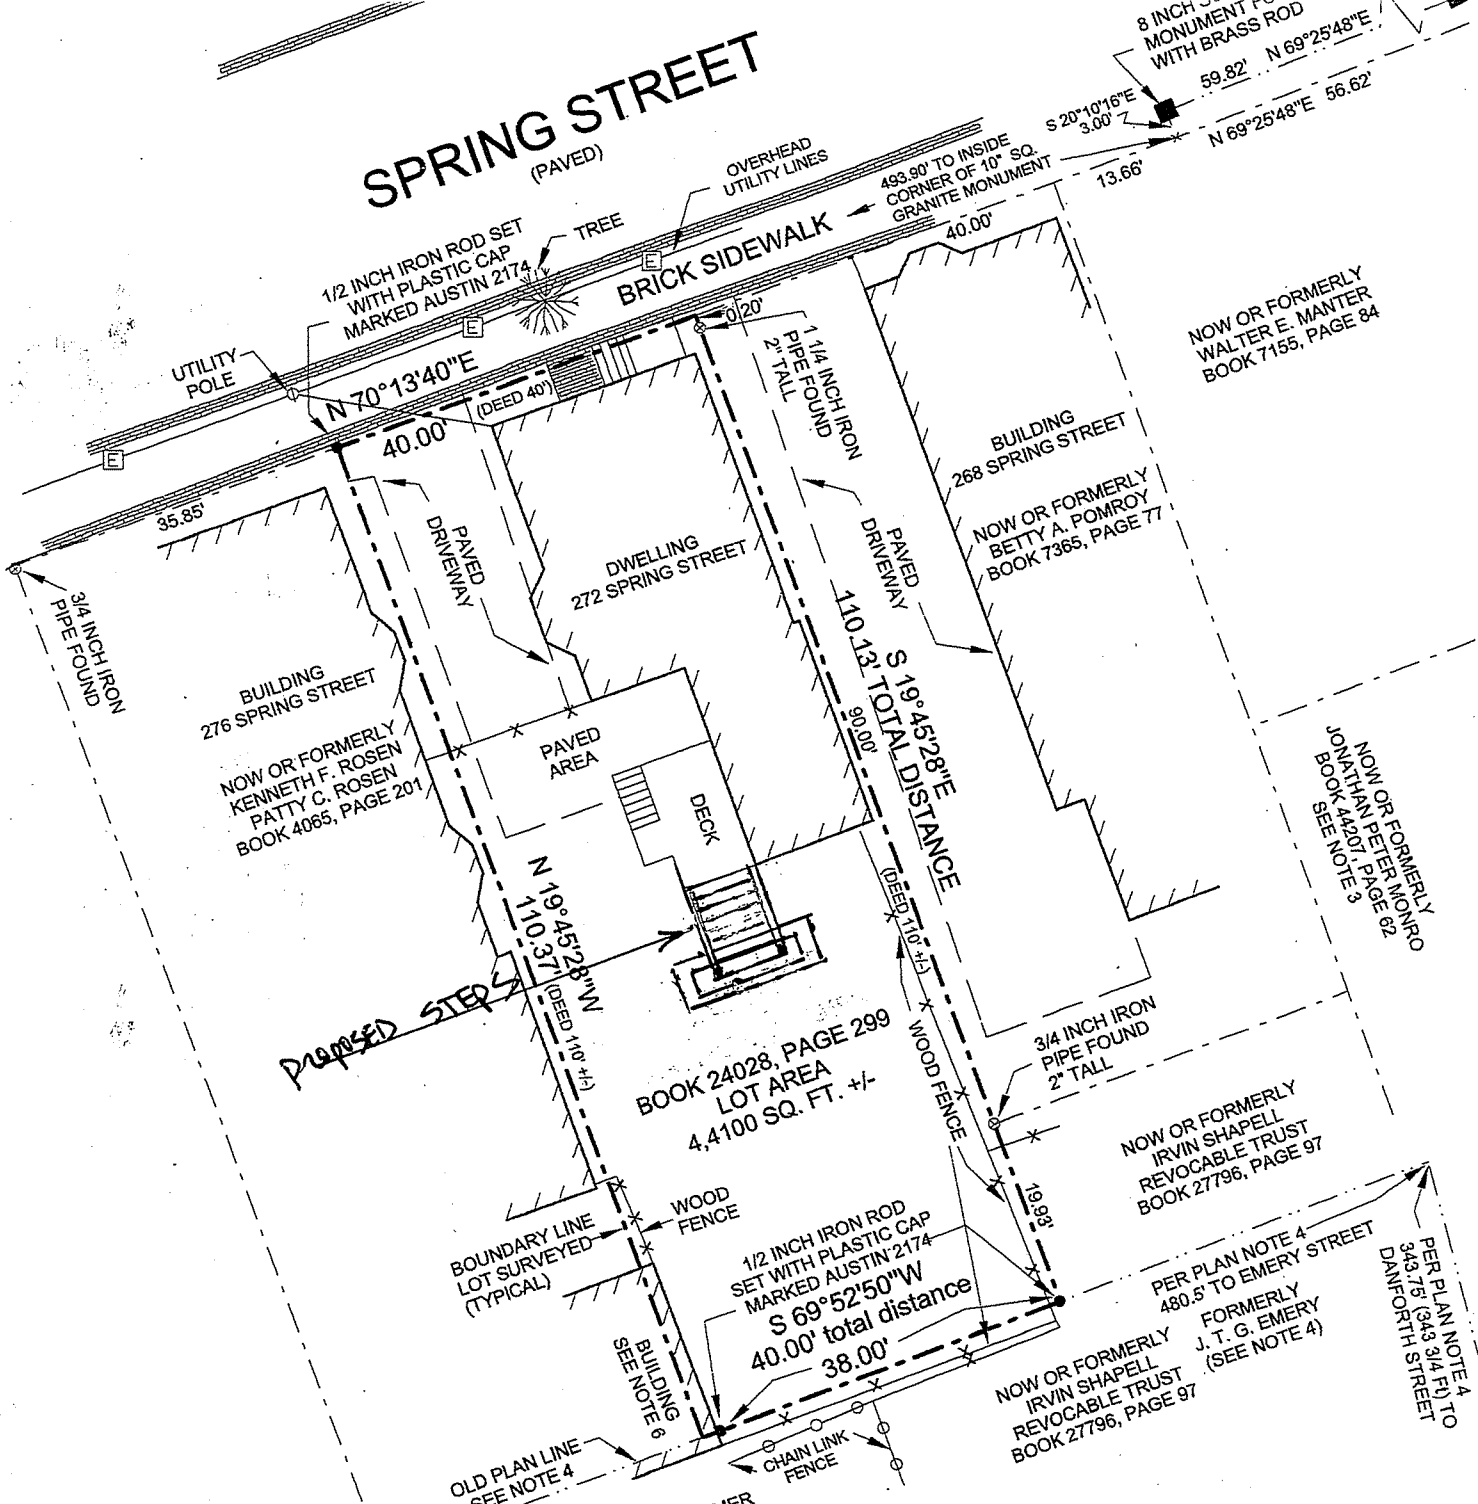 SPRING STREET
(PAVED)
8 INCH
MONUMENT
WITH BRASS ROD
59.82' N 69°25'48"E
S 20°10'16"E
3.00'
N 69°25'48"E 56.62'
13.66'
493.90' TO INSIDE
CORNER OF 10" SQ.
GRANITE MONUMENT
40.00'
OVERHEAD
UTILITY LINES
TREE
BRICK SIDEWALK
1/2 INCH IRON ROD SET
WITH PLASTIC CAP
MARKED AUSTIN 2174
E
E
E
UTILITY
POLE
N 70°13'40"E
40.00'
(DEED 40')
0.20'
1 1/4 INCH IRON
PIPE FOUND
2" TALL
35.85'
3/4 INCH IRON
PIPE FOUND
PAVED
DRIVEWAY
DWELLING
272 SPRING STREET
PAVED
DRIVEWAY
BUILDING
268 SPRING STREET
NOW OR FORMERLY
BETTY A. POMROY
BOOK 7365, PAGE 77
NOW OR FORMERLY
WALTER E. MANTER
BOOK 7155, PAGE 84
BUILDING
276 SPRING STREET
NOW OR FORMERLY
KENNETH F. ROSEN
PATTY C. ROSEN
BOOK 4065, PAGE 201
S 19°45'28"E
110.13' TOTAL DISTANCE
90.00'
(DEED 110' +/-)
PAVED
AREA
DECK
NOW OR FORMERLY
JONATHAN PETER MONRO
BOOK 44207, PAGE 62
SEE NOTE 3
N 19°45'28"W
110.37'
(DEED 110' +/-)
PROPOSED STEPS
BOOK 24028, PAGE 299
LOT AREA
4,4100 SQ. FT. +/-
WOOD FENCE
3/4 INCH IRON
PIPE FOUND
2" TALL
NOW OR FORMERLY
IRVIN SHAPELL
REVOCABLE TRUST
BOOK 27796, PAGE 97
19.93'
WOOD
FENCE
BOUNDARY LINE
LOT SURVEYED
(TYPICAL)
1/2 INCH IRON ROD
SET WITH PLASTIC CAP
MARKED AUSTIN 2174
S 69°52'50"W
40.00' total distance
38.00'
PER PLAN NOTE 4
480.5' TO EMERY STREET
FORMERLY
J. T. G. EMERY
(SEE NOTE 4)
PER PLAN NOTE 4
343.75' (343 3/4 Ft) TO
DANFORTH STREET
NOW OR FORMERLY
IRVIN SHAPELL
REVOCABLE TRUST
BOOK 27796, PAGE 97
BUILDING
SEE NOTE 6
OLD PLAN LINE
SEE NOTE 4
CHAIN LINK
FENCE